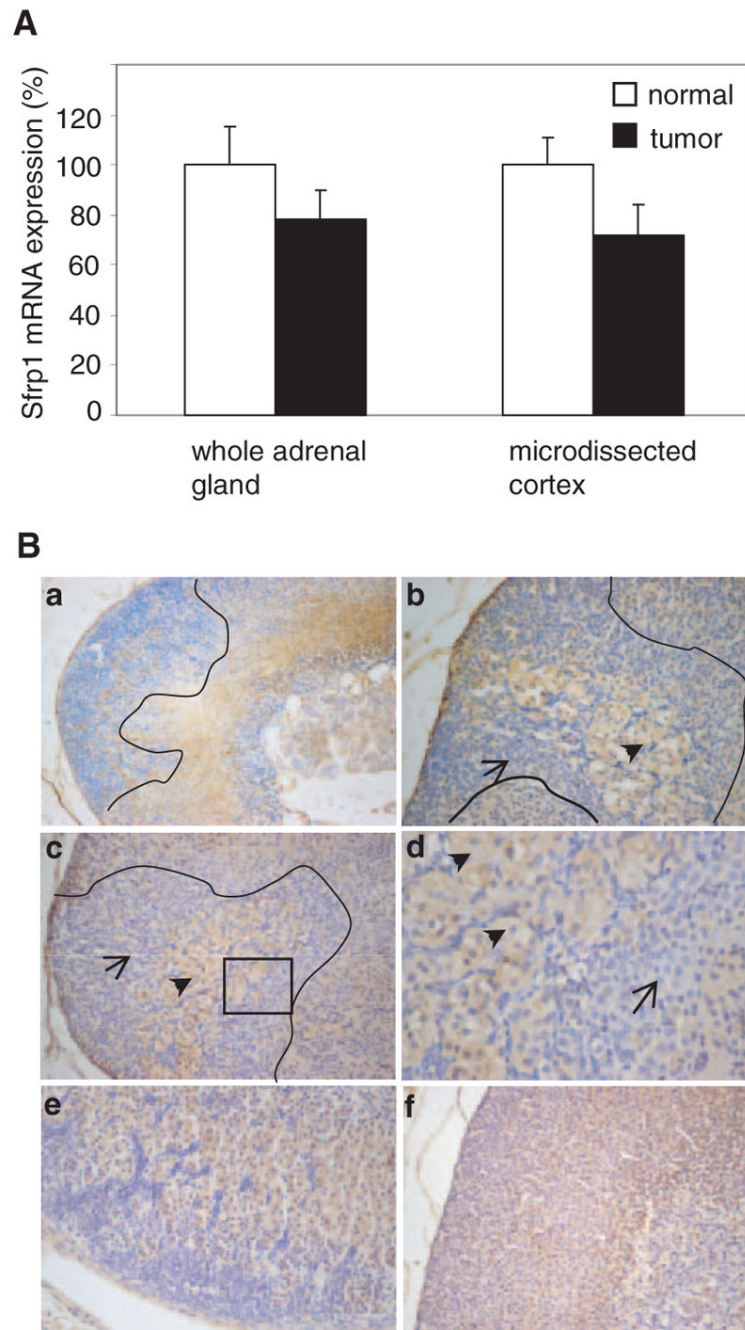 A
Sfrp1 mRNA expression (%)
120
100
80
60
40
20
0
normal
tumor
whole adrenal
gland
microdissected
cortex
B
a
b
c
d
e
f